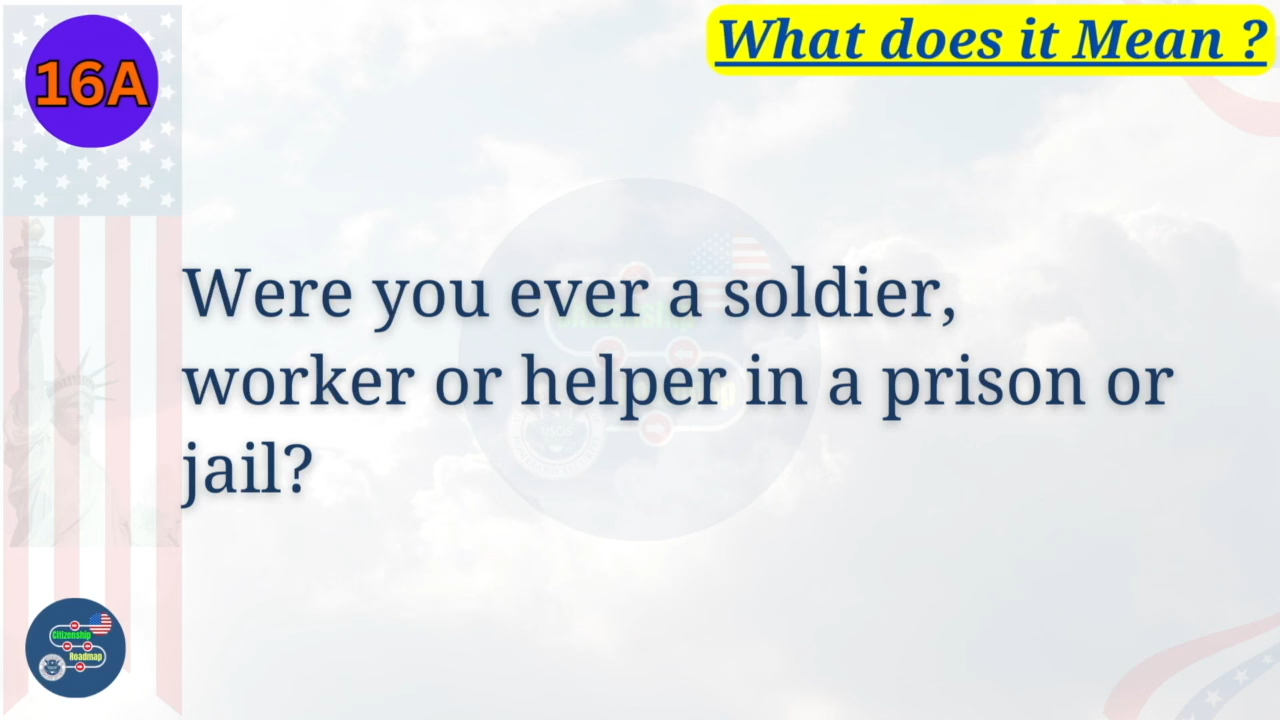 What does it Mean ?
16A
Were you ever a soldier,
worker or helper in a prison or
jail?
Citizenship
Roadmap